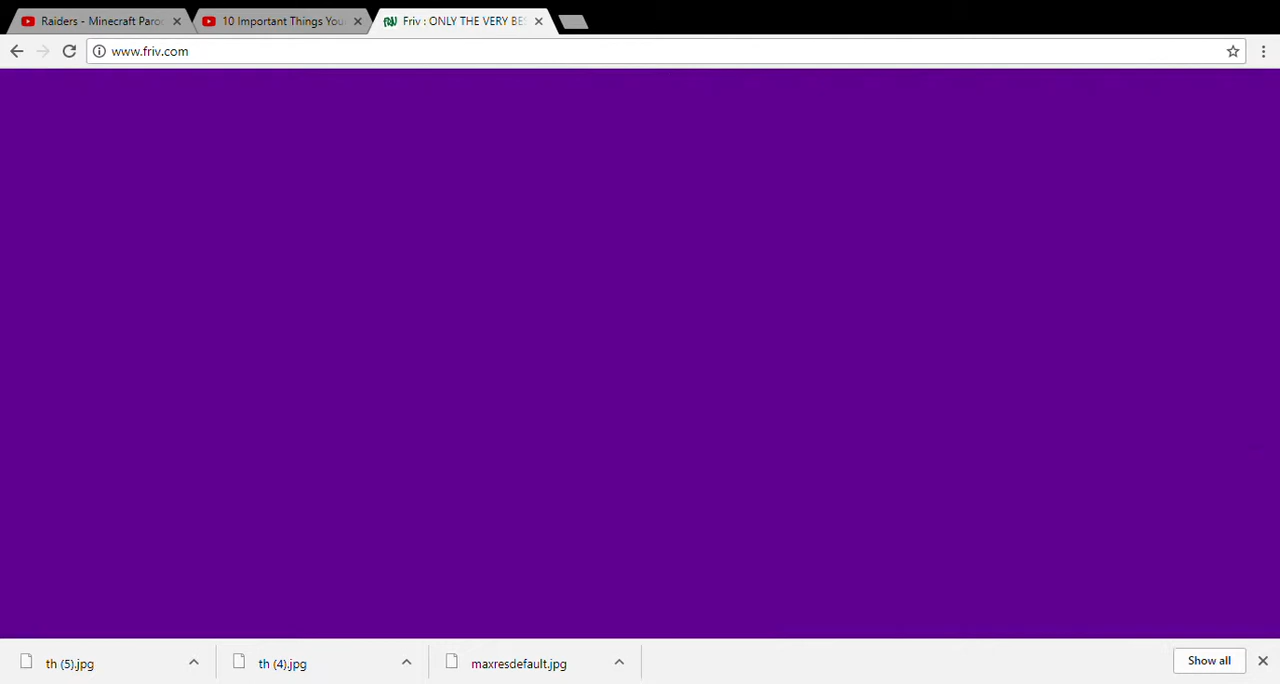 Raiders - Minecraft Paro
10 Important Things You
Friv : ONLY THE VERY BE
www.friv.com
th (5).jpg
th (4).jpg
maxresdefault.jpg
Show all